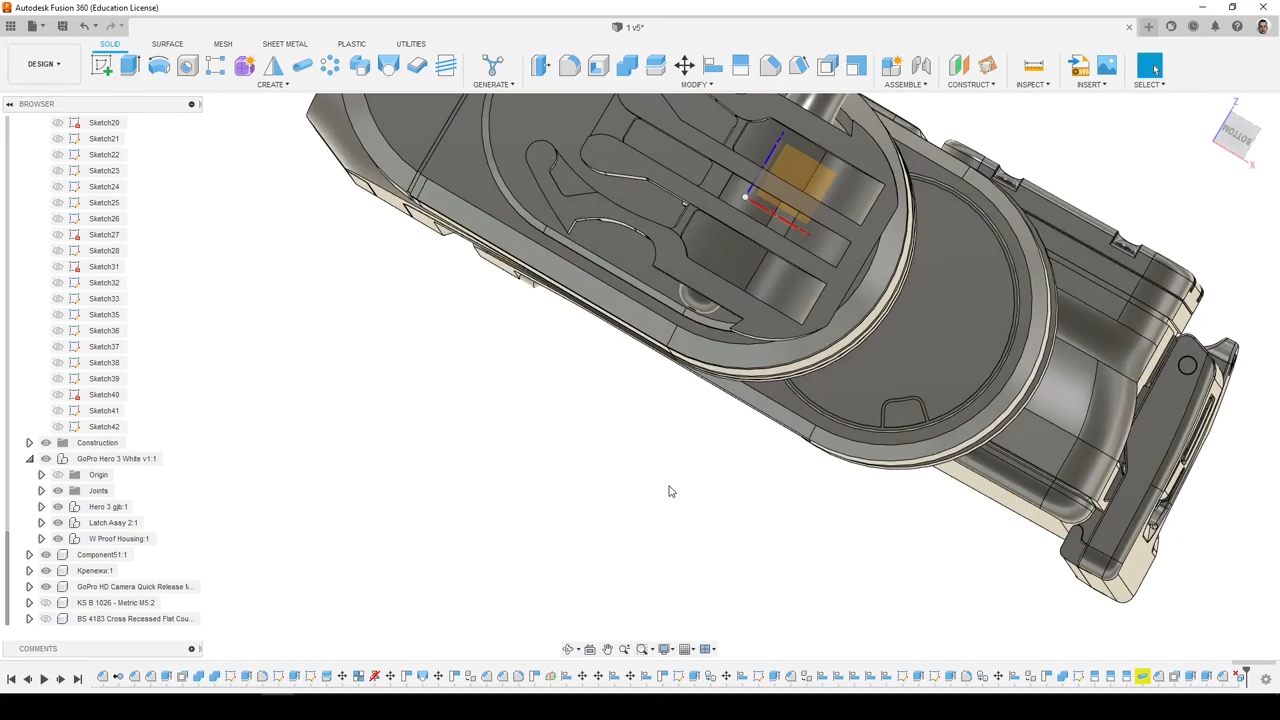 Autodesk Fusion 360 (Education License)
1 v5*
SOLID SURFACE MESH SHEET METAL PLASTIC UTILITIES
DESIGN
CREATE GENERATE MODIFY ASSEMBLE CONSTRUCT INSPECT INSERT SELECT
BROWSER
Z
BOTTOM
X
Sketch20
Sketch21
Sketch22
Sketch23
Sketch24
Sketch25
Sketch26
Sketch27
Sketch28
Sketch31
Sketch32
Sketch33
Sketch35
Sketch36
Sketch37
Sketch38
Sketch39
Sketch40
Sketch41
Sketch42
Construction
GoPro Hero 3 White v1:1
Origin
Joints
Hero 3 gjb:1
Latch Assy 2:1
W Proof Housing:1
Component51:1
Крепежи:1
GoPro HD Camera Quick Release M...
KS B 1026 - Metric M5:2
BS 4183 Cross Recessed Flat Cou...
COMMENTS